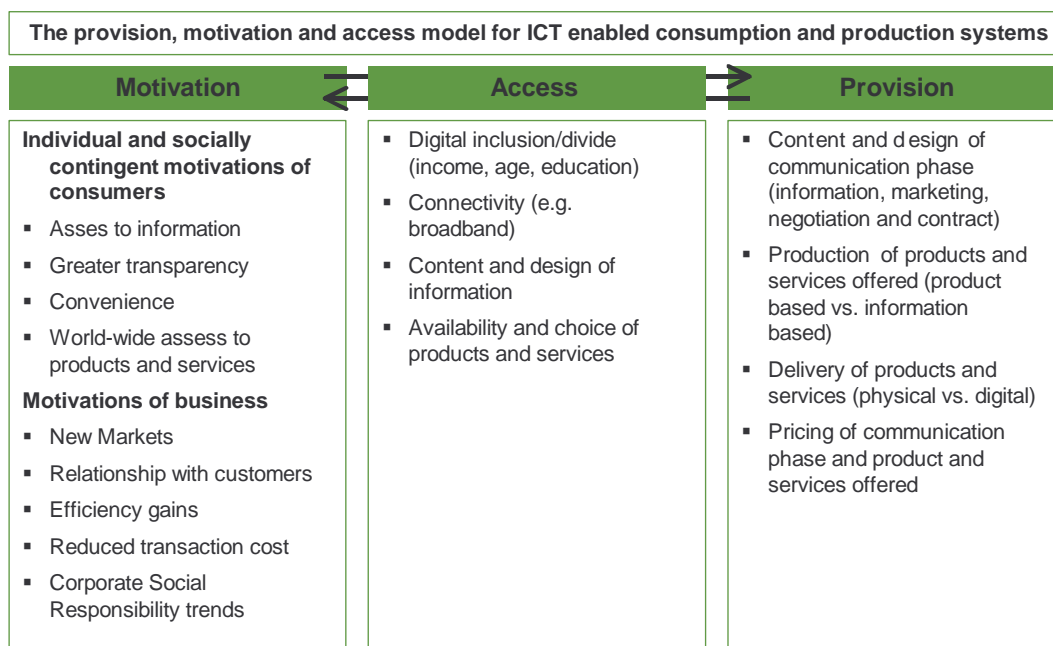 The provision, motivation and access model for ICT enabled consumption and production systems
Motivation
Access
Provision
Individual and socially
contingent motivations of
consumers
▪ Asses to information
▪ Greater transparency
▪ Convenience
▪ World-wide assess to
products and services
Motivations of business
▪ New Markets
▪ Relationship with customers
▪ Efficiency gains
▪ Reduced transaction cost
▪ Corporate Social
Responsibility trends
▪ Digital inclusion/divide
(income, age, education)
▪ Connectivity (e.g.
broadband)
▪ Content and design of
information
▪ Availability and choice of
products and services
▪ Content and design of
communication phase
(information, marketing,
negotiation and contract)
▪ Production of products and
services offered (product
based vs. information
based)
▪ Delivery of products and
services (physical vs. digital)
▪ Pricing of communication
phase and product and
services offered